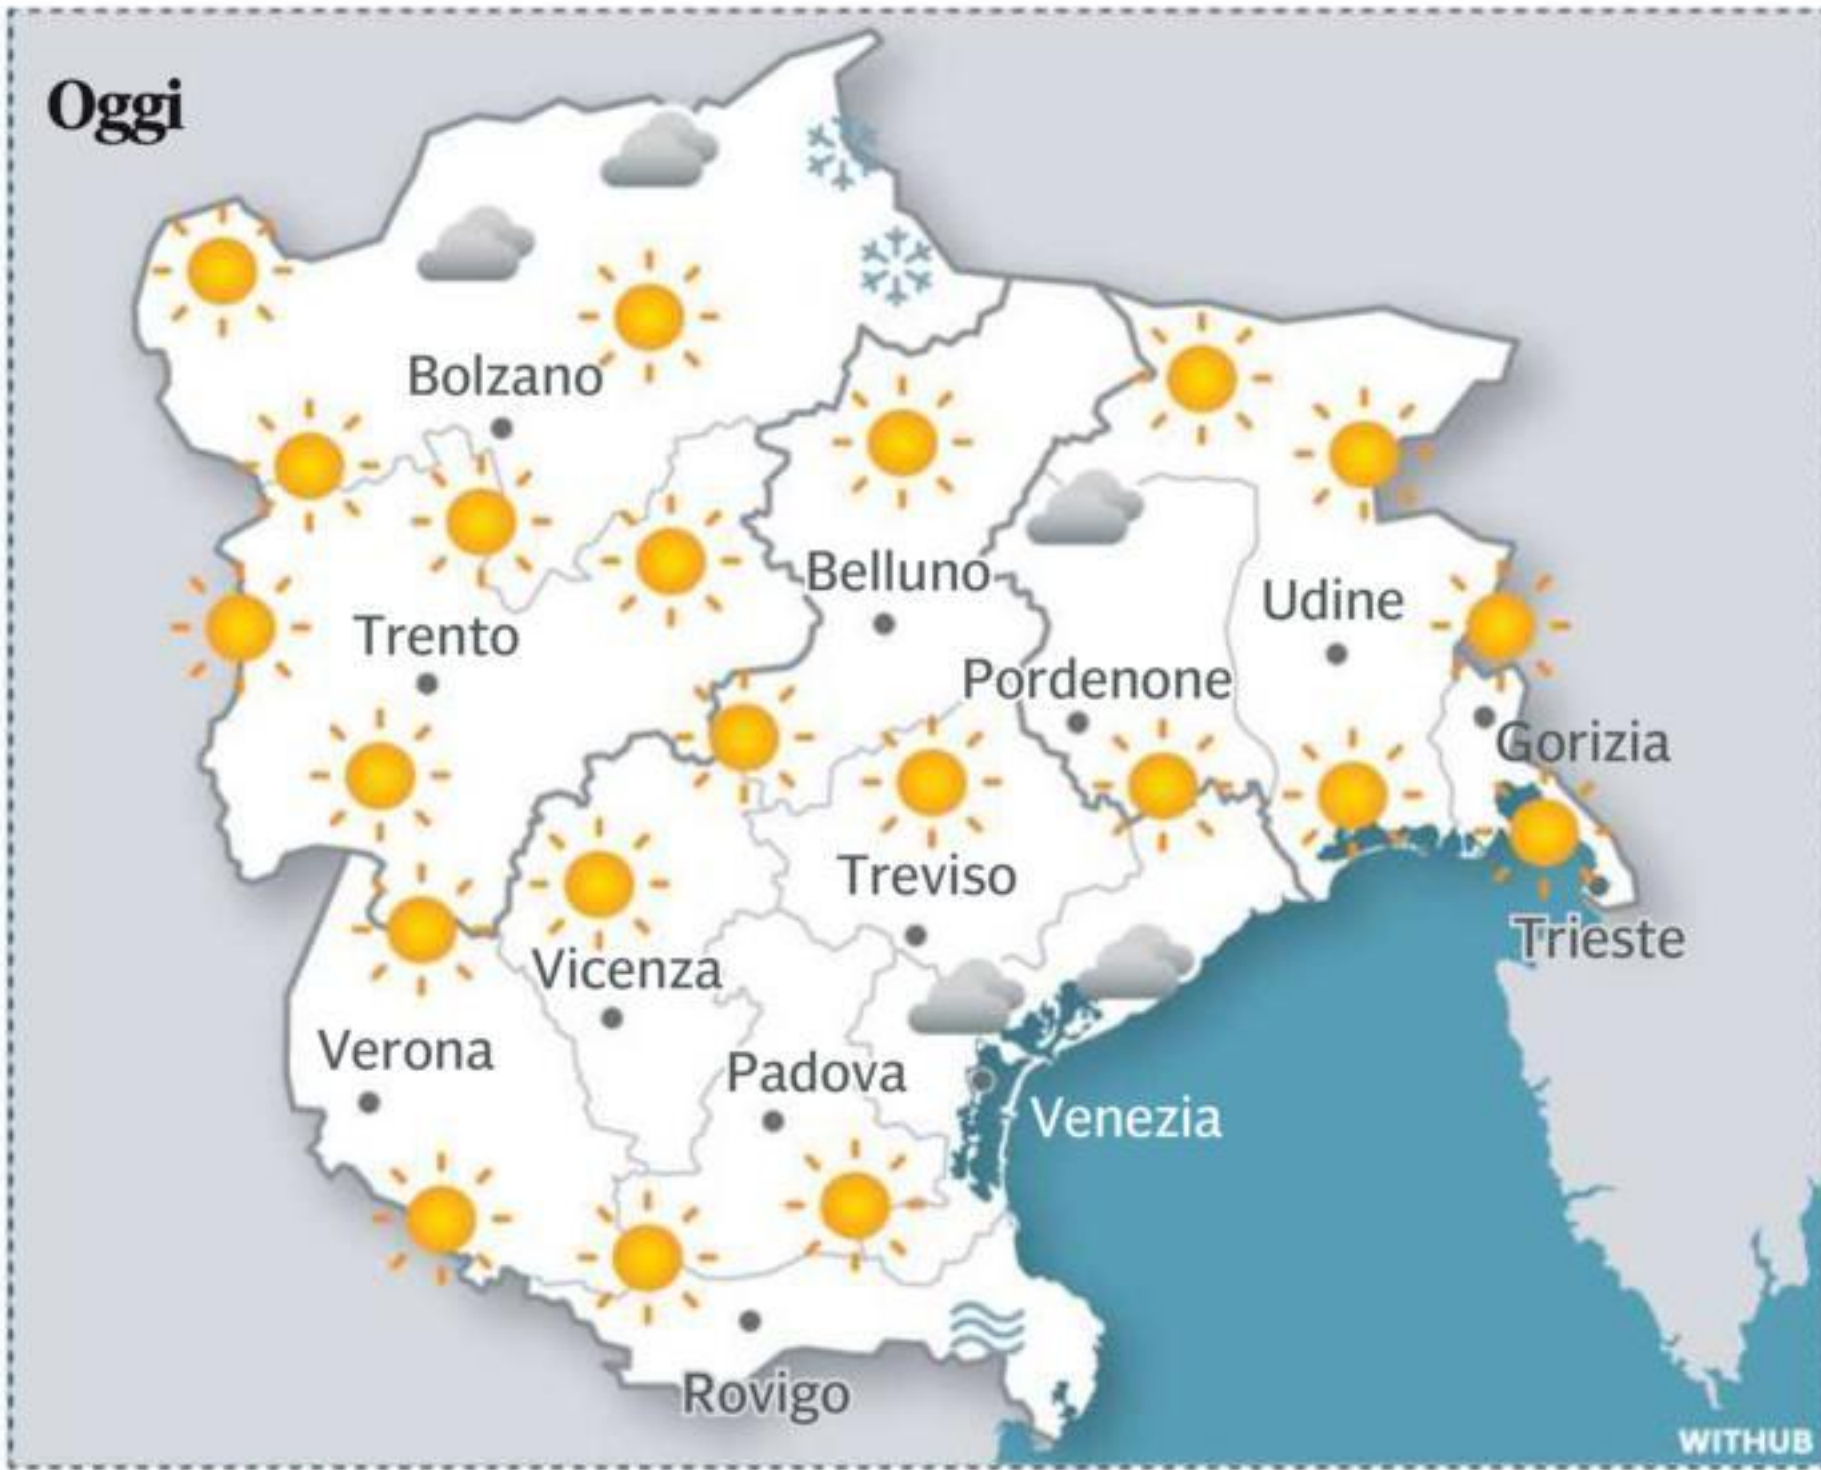 Oggi
Bolzano
Belluno
Udine
Trento
Pordenone
Gorizia
Treviso
Trieste
Vicenza
Verona
Padova
Venezia
Rovigo
WITHUB